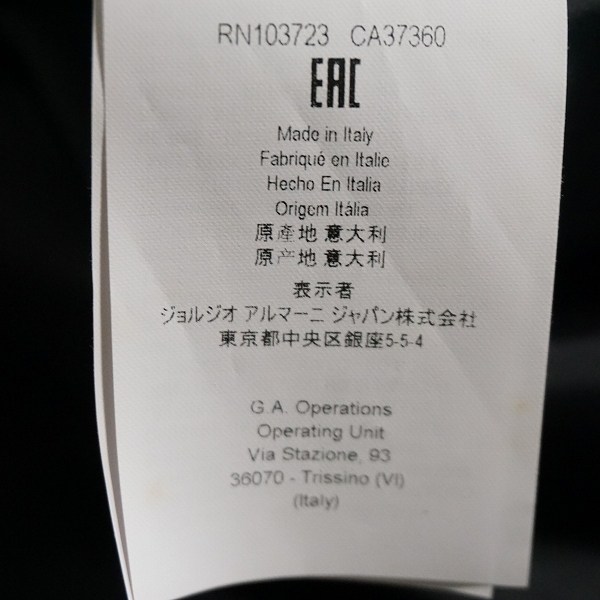 RN103723 CA37360
EAC
Made in Italy
Fabriqué en Italie
Hecho En Italia
Origem Itália
原產地 意大利
原产地 意大利
表示者
ジョルジオ アルマーニ ジャパン株式会社
東京都中央区銀座5-5-4
G.A. Operations
Operating Unit
Via Stazione, 93
36070 - Trissino (VI)
(Italy)